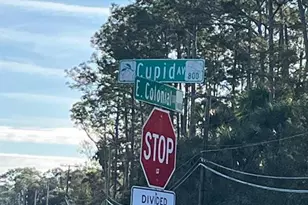 Cupid AV 800
E. Colonial
STOP
DIVIDED